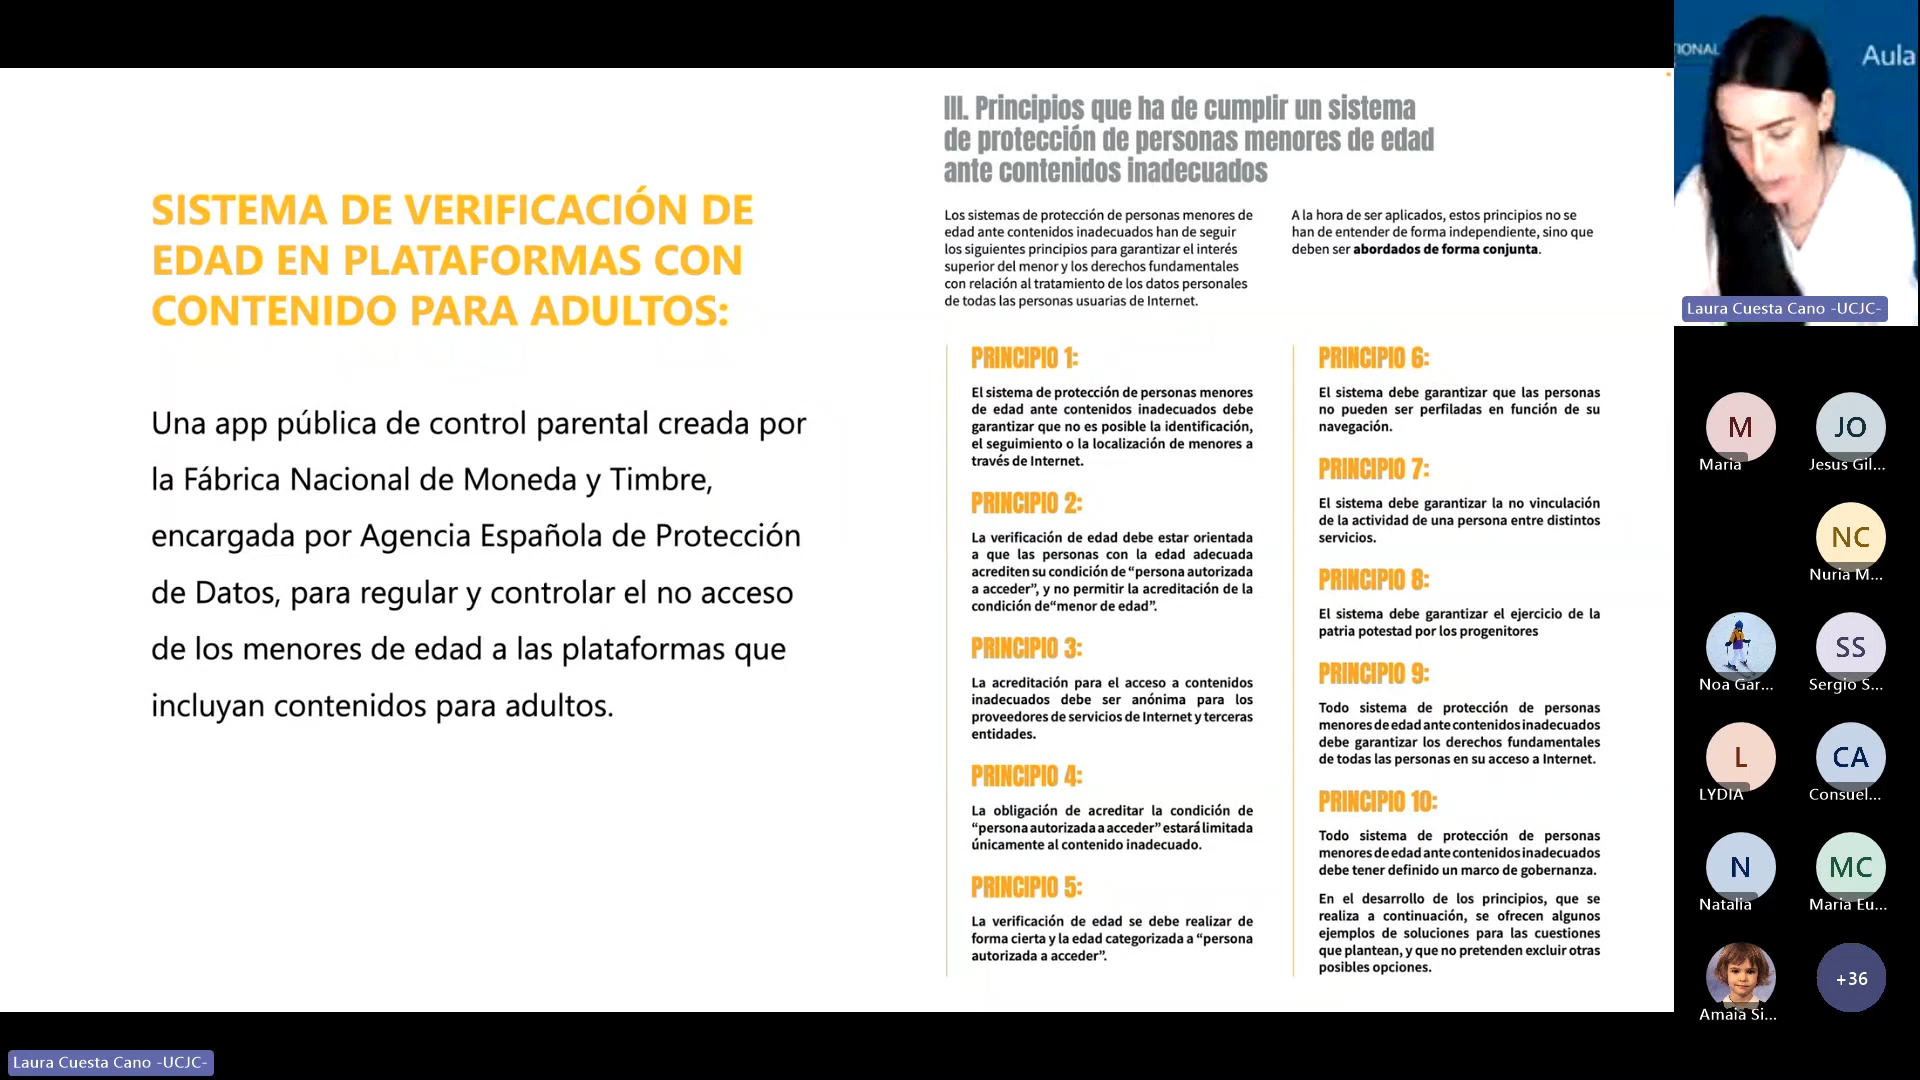 SISTEMA DE VERIFICACIÓN DE
EDAD EN PLATAFORMAS CON
CONTENIDO PARA ADULTOS:
Una app pública de control parental creada por
la Fábrica Nacional de Moneda y Timbre,
encargada por Agencia Española de Protección
de Datos, para regular y controlar el no acceso
de los menores de edad a las plataformas que
incluyan contenidos para adultos.
III. Principios que ha de cumplir un sistema
de protección de personas menores de edad
ante contenidos inadecuados
Los sistemas de protección de personas menores de
edad ante contenidos inadecuados han de seguir
los siguientes principios para garantizar el interés
superior del menor y los derechos fundamentales
con relación al tratamiento de los datos personales
de todas las personas usuarias de Internet.
A la hora de ser aplicados, estos principios no se
han de entender de forma independiente, sino que
deben ser abordados de forma conjunta.
PRINCIPIO 1:
El sistema de protección de personas menores
de edad ante contenidos inadecuados debe
garantizar que no es posible la identificación,
el seguimiento o la localización de menores a
través de Internet.
PRINCIPIO 2:
La verificación de edad debe estar orientada
a que las personas con la edad adecuada
acrediten su condición de “persona autorizada
a acceder”, y no permitir la acreditación de la
condición de“menor de edad”.
PRINCIPIO 3:
La acreditación para el acceso a contenidos
inadecuados debe ser anónima para los
proveedores de servicios de Internet y terceras
entidades.
PRINCIPIO 4:
La obligación de acreditar la condición de
“persona autorizada a acceder” estará limitada
únicamente al contenido inadecuado.
PRINCIPIO 5:
La verificación de edad se debe realizar de
forma cierta y la edad categorizada a “persona
autorizada a acceder”.
PRINCIPIO 6:
El sistema debe garantizar que las personas
no pueden ser perfiladas en función de su
navegación.
PRINCIPIO 7:
El sistema debe garantizar la no vinculación
de la actividad de una persona entre distintos
servicios.
PRINCIPIO 8:
El sistema debe garantizar el ejercicio de la
patria potestad por los progenitores
PRINCIPIO 9:
Todo sistema de protección de personas
menores de edad ante contenidos inadecuados
debe garantizar los derechos fundamentales
de todas las personas en su acceso a Internet.
PRINCIPIO 10:
Todo sistema de protección de personas
menores de edad ante contenidos inadecuados
debe tener definido un marco de gobernanza.
En el desarrollo de los principios, que se
realiza a continuación, se ofrecen algunos
ejemplos de soluciones para las cuestiones
que plantean, y que no pretenden excluir otras
posibles opciones.
IONAL
Aula
Laura Cuesta Cano -UCJC-
M
Maria
JO
Jesus Gil...
NC
Nuria M...
Noa Gar...
SS
Sergio S...
L
LYDIA
CA
Consuel...
N
Natalia
MC
Maria Eu...
Amaia Si...
+36
Laura Cuesta Cano -UCJC-